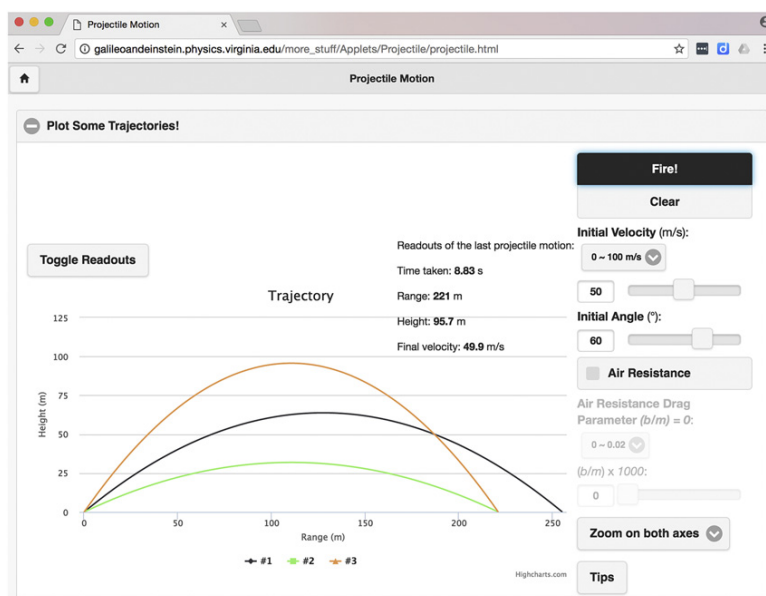 Projectile Motion
galileoandeinstein.physics.virginia.edu/more_stuff/Applets/Projectile/projectile.html
Projectile Motion
Plot Some Trajectories!
Fire!
Clear
Initial Velocity (m/s):
0 ~ 100 m/s
50
Initial Angle (°):
60
Air Resistance
Air Resistance Drag
Parameter (b/m) = 0:
0 ~ 0.02
(b/m) x 1000:
0
Zoom on both axes
Tips
Toggle Readouts
Readouts of the last projectile motion:
Time taken: 8.83 s
Range: 221 m
Height: 95.7 m
Final velocity: 49.9 m/s
Trajectory
Height (m)
125
100
75
50
25
0
0 50 100 150 200 250
Range (m)
#1 #2 #3
Highcharts.com